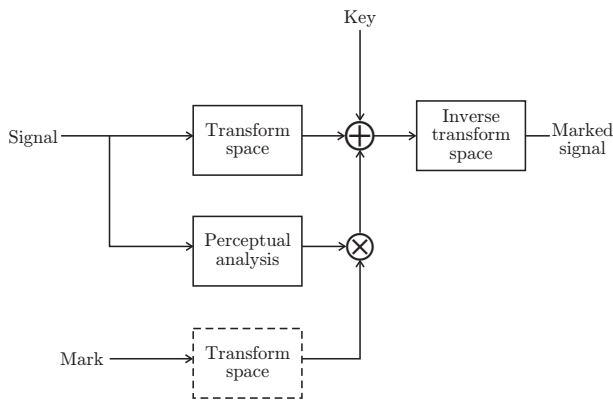 Key
Signal
Transform
space
Inverse
transform
space
Marked
signal
Perceptual
analysis
Mark
Transform
space